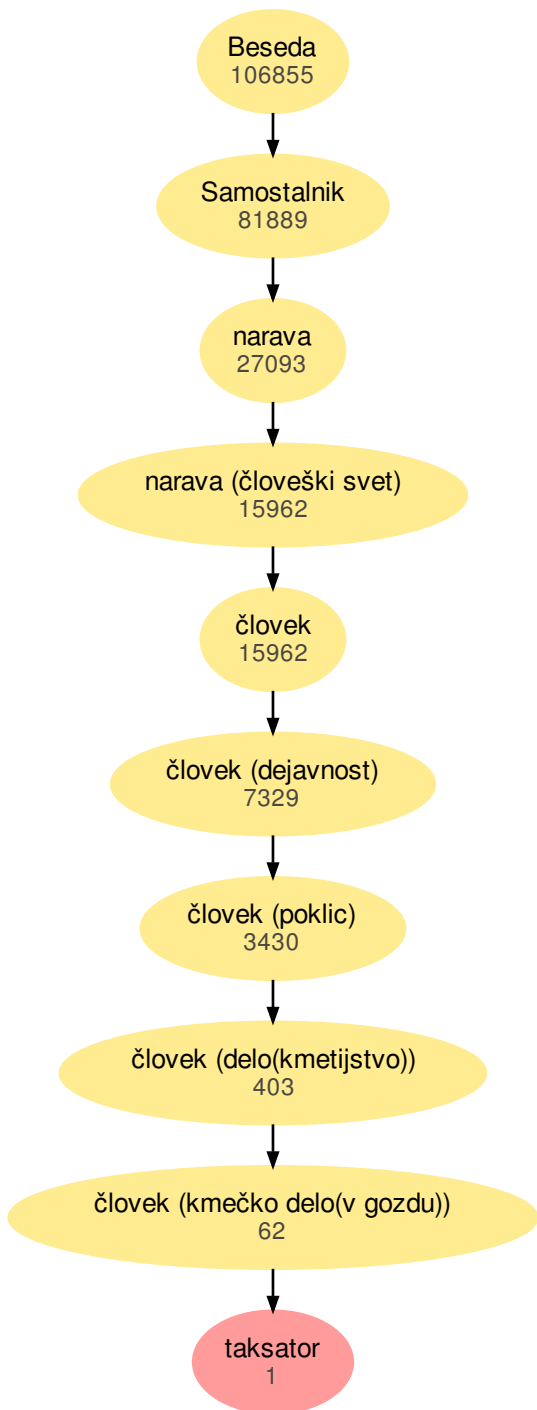 Beseda
106855
Samostalnik
81889
narava
27093
narava (človeški svet)
15962
človek
15962
človek (dejavnost)
7329
človek (poklic)
3430
človek (delo(kmetijstvo))
403
človek (kmečko delo(v gozdu))
62
taksator
1